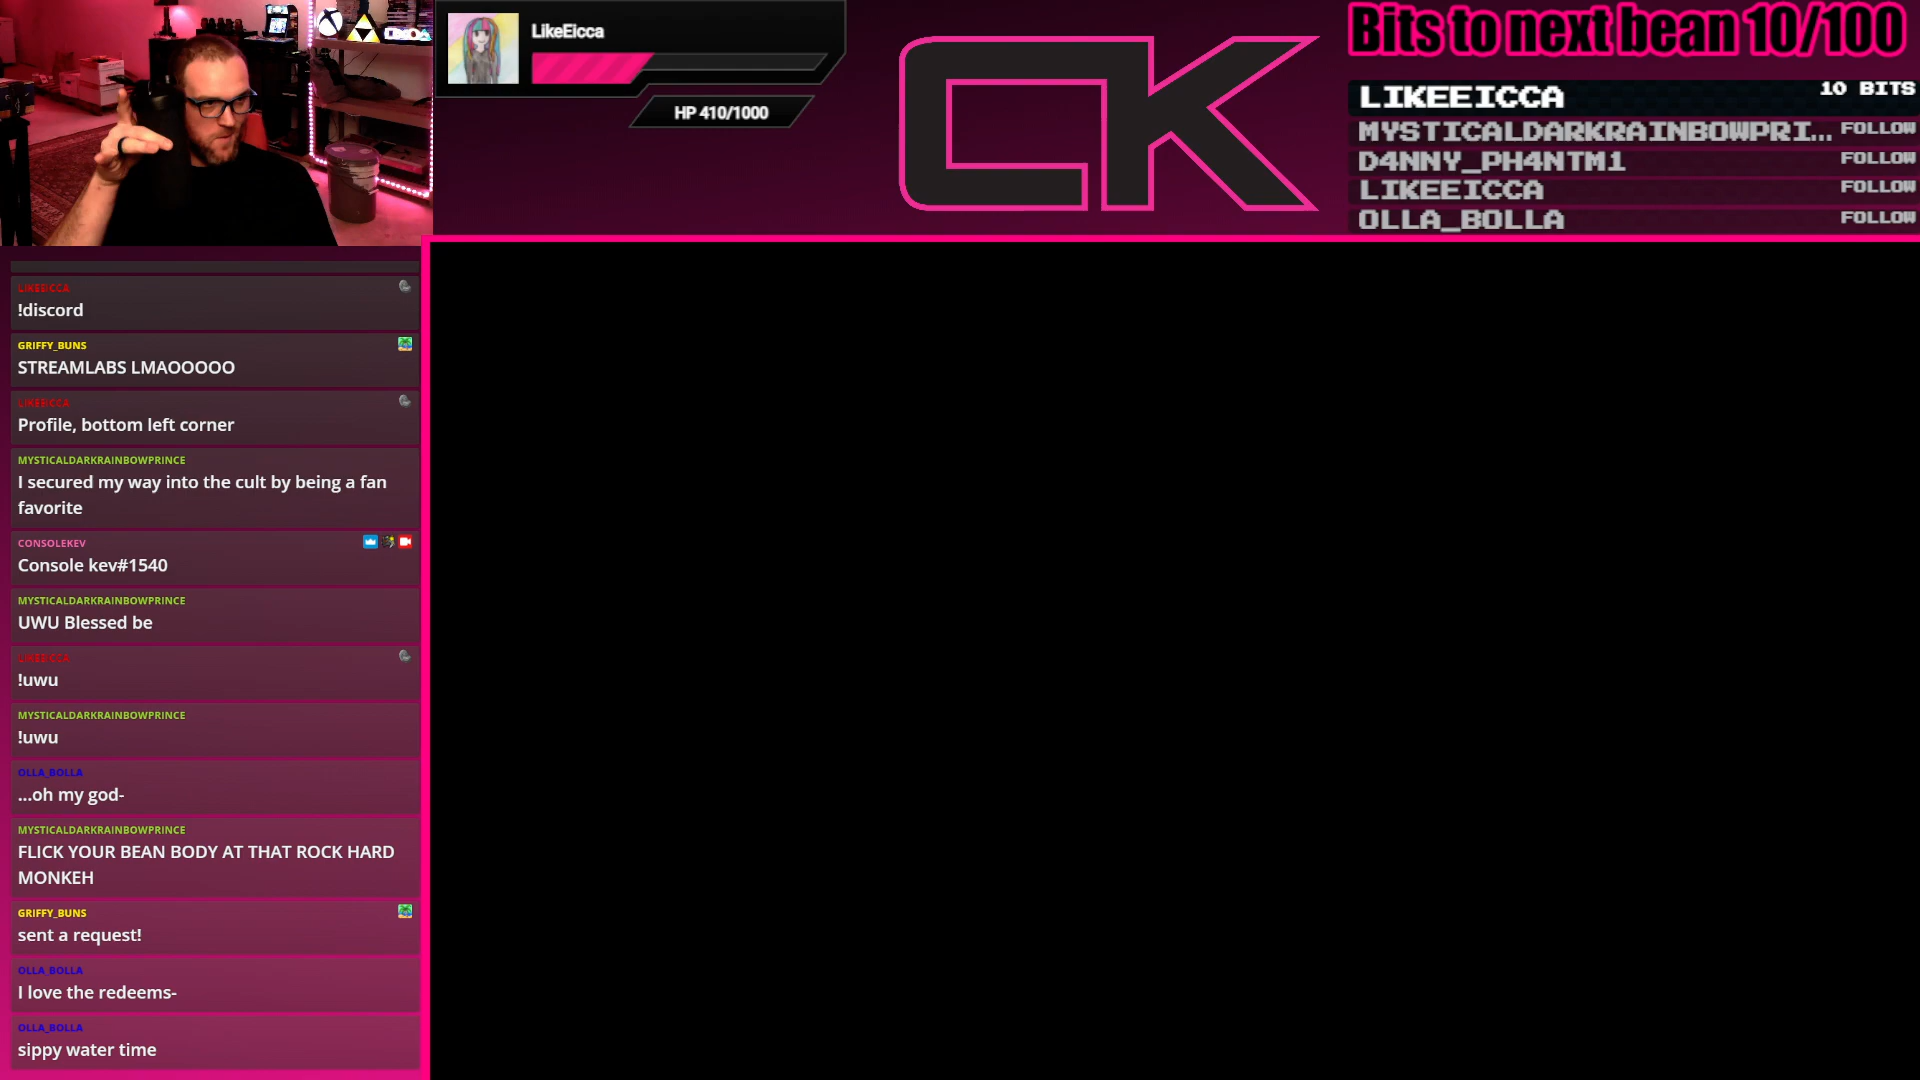 LikeEicca
HP 410/1000
CK
Bits to next bean 10/100
LIKEEICCA 10 BITS
MYSTICALDARKRAINBOWPRI... FOLLOW
D4NNY_PH4NTM1 FOLLOW
LIKEEICCA FOLLOW
OLLA_BOLLA FOLLOW
LIKEEICCA
!discord
GRIFFY_BUNS
STREAMLABS LMAOOOOO
LIKEEICCA
Profile, bottom left corner
MYSTICALDARKRAINBOWPRINCE
I secured my way into the cult by being a fan
favorite
CONSOLEKEV
Console kev#1540
MYSTICALDARKRAINBOWPRINCE
UWU Blessed be
LIKEEICCA
!uwu
MYSTICALDARKRAINBOWPRINCE
!uwu
OLLA_BOLLA
...oh my god-
MYSTICALDARKRAINBOWPRINCE
FLICK YOUR BEAN BODY AT THAT ROCK HARD
MONKEH
GRIFFY_BUNS
sent a request!
OLLA_BOLLA
I love the redeems-
OLLA_BOLLA
sippy water time